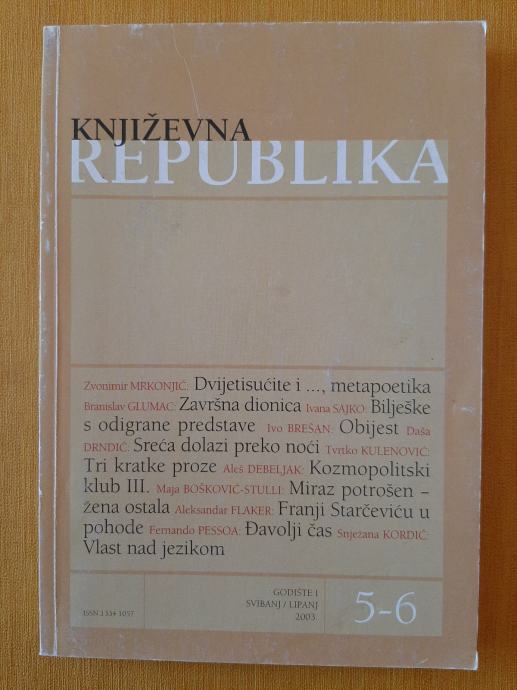 KNJIŽEVNA
REPUBLIKA
Zvonimir MRKONJIĆ: Dvijetisućite i ..., metapoetika
Branislav GLUMAC: Završna dionica Ivana SAJKO: Bilješke
s odigrane predstave Ivo BREŠAN: Obijest Daša
DRNDIĆ: Sreća dolazi preko noći Tvrtko KULENOVIĆ:
Tri kratke proze Aleš DEBELJAK: Kozmopolitski
klub III. Maja BOŠKOVIĆ-STULLI: Miraz potrošen –
žena ostala Aleksandar FLAKER: Franji Starčeviću u
pohode Fernando PESSOA: Đavolji čas Snježana KORDIĆ:
Vlast nad jezikom
ISSN 1334-1057
GODIŠTE I
SVIBANJ / LIPANJ
2003.
5-6